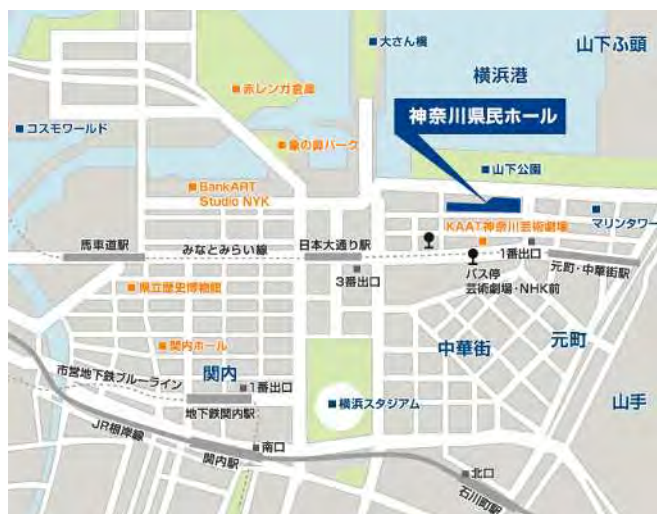 大さん橋
山下ふ頭
横浜港
赤レンガ倉庫
神奈川県民ホール
コスモワールド
象の鼻パーク
山下公園
BankART
Studio NYK
マリンタワー
KAAT神奈川芸術劇場
馬車道駅
みなとみらい線
日本大通り駅
1番出口
元町・中華街駅
3番出口
バス停
芸術劇場・NHK前
県立歴史博物館
関内ホール
中華街
元町
関内
市営地下鉄ブルーライン
1番出口
山手
地下鉄関内駅
横浜スタジアム
JR根岸線
関内駅
南口
北口
石川町駅